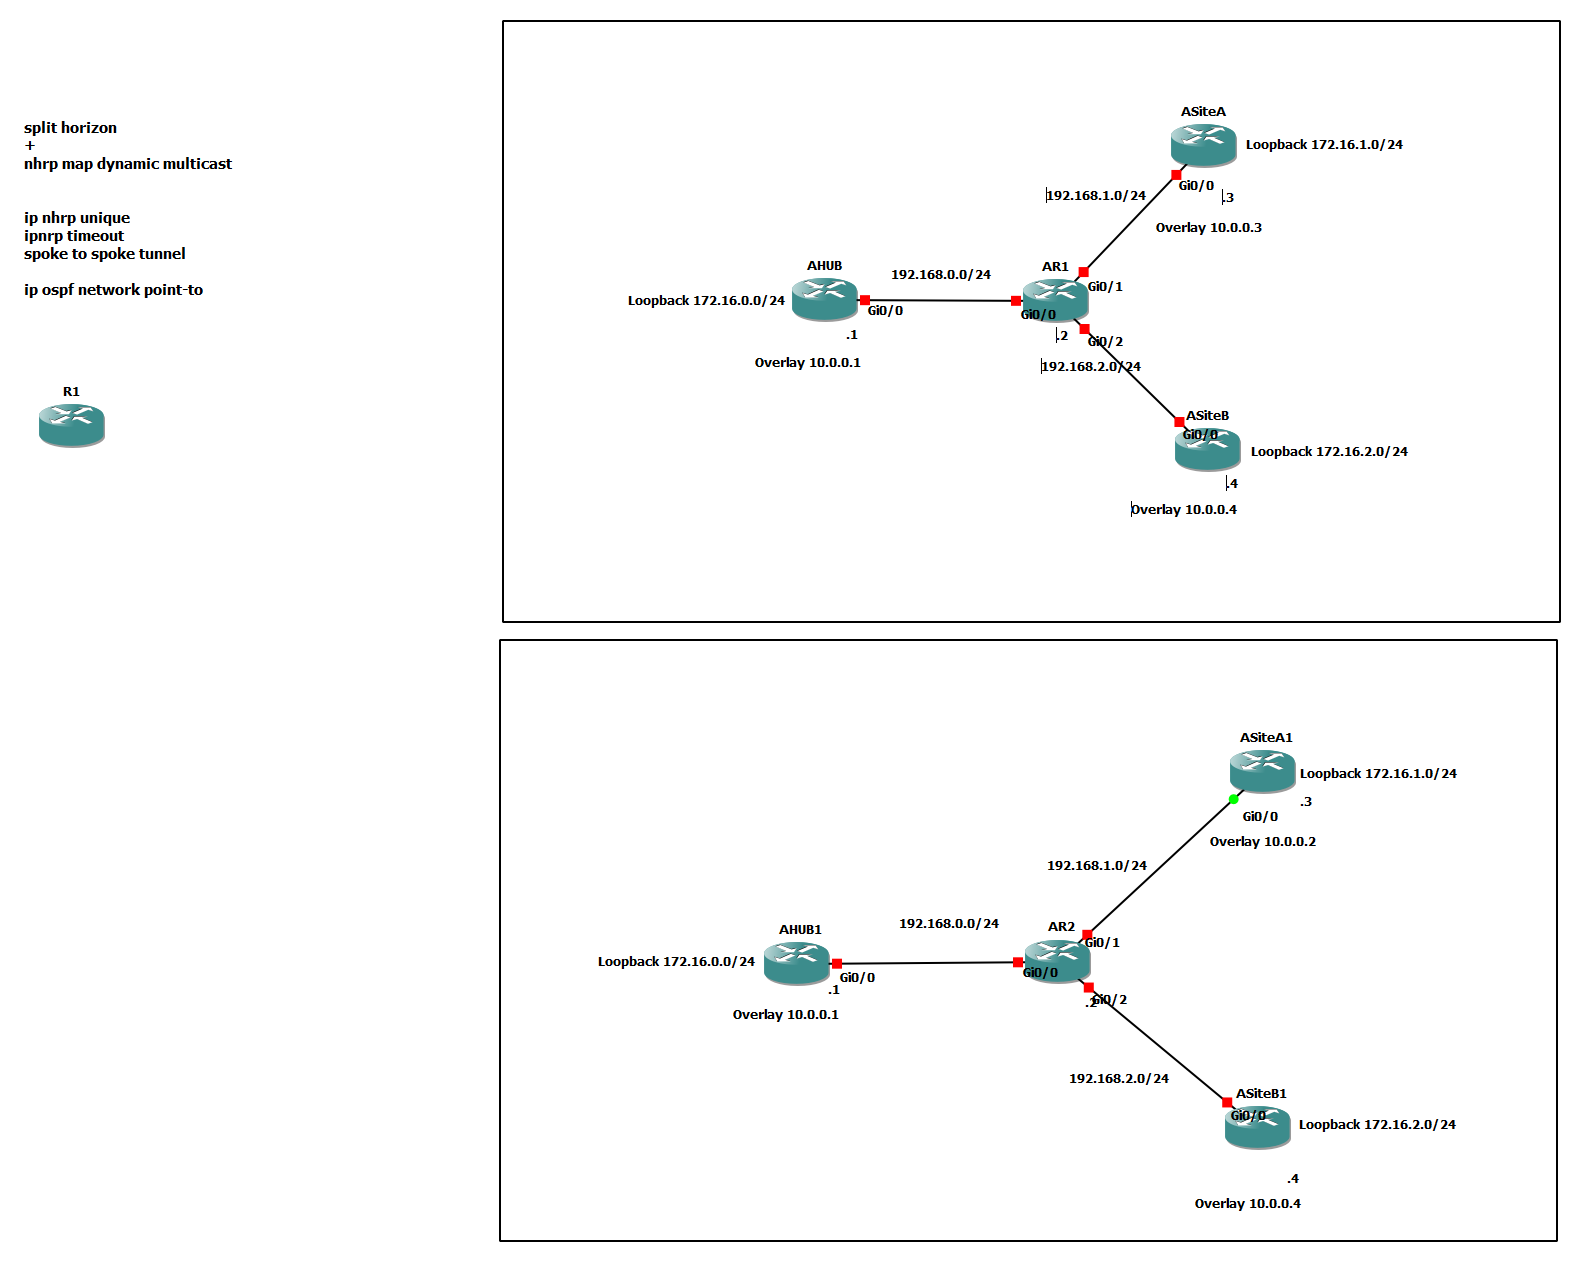 split horizon
+
nhrp map dynamic multicast
ip nhrp unique
ipnrp timeout
spoke to spoke tunnel
ip ospf network point-to
R1
ASiteA
Loopback 172.16.1.0/24
Gi0/0
192.168.1.0/24
.3
Overlay 10.0.0.3
AHUB
192.168.0.0/24
AR1
Gi0/1
Loopback 172.16.0.0/24
Gi0/0
Gi0/0
.1
.2
Gi0/2
Overlay 10.0.0.1
192.168.2.0/24
ASiteB
Gi0/0
Loopback 172.16.2.0/24
.4
Overlay 10.0.0.4
ASiteA1
Loopback 172.16.1.0/24
.3
Gi0/0
Overlay 10.0.0.2
192.168.1.0/24
AHUB1
192.168.0.0/24
AR2
Gi0/1
Loopback 172.16.0.0/24
Gi0/0
Gi0/0
.1
.2
Gi0/2
Overlay 10.0.0.1
192.168.2.0/24
ASiteB1
Gi0/0
Loopback 172.16.2.0/24
.4
Overlay 10.0.0.4